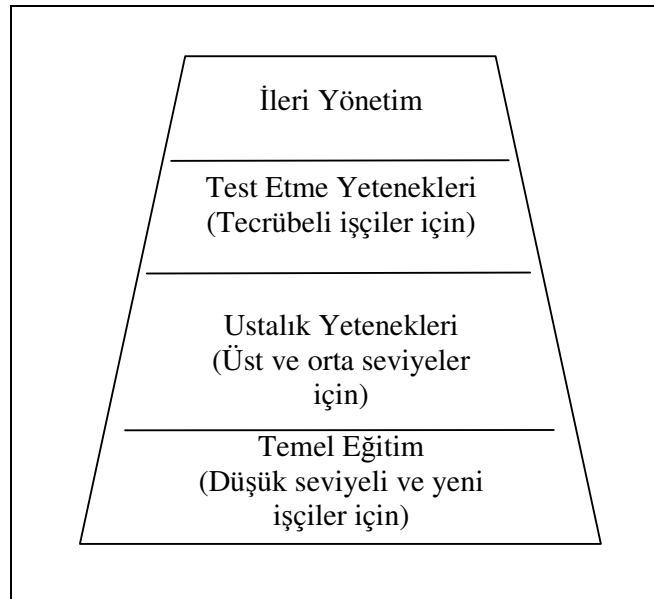 İleri Yönetim
Test Etme Yetenekleri
(Tecrübeli işçiler için)
Ustalık Yetenekleri
(Üst ve orta seviyeler
için)
Temel Eğitim
(Düşük seviyeli ve yeni
işçiler için)